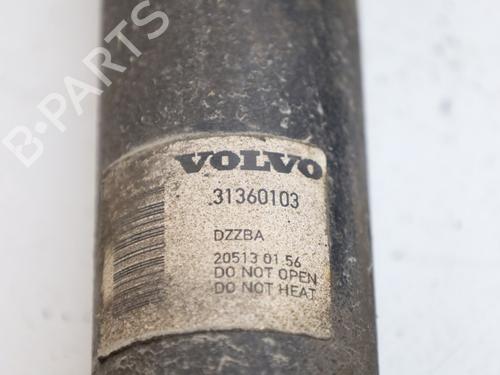 B-PARTS
VOLVO
31360103
DZZBA
20513 01 56
DO NOT OPEN
DO NOT HEAT